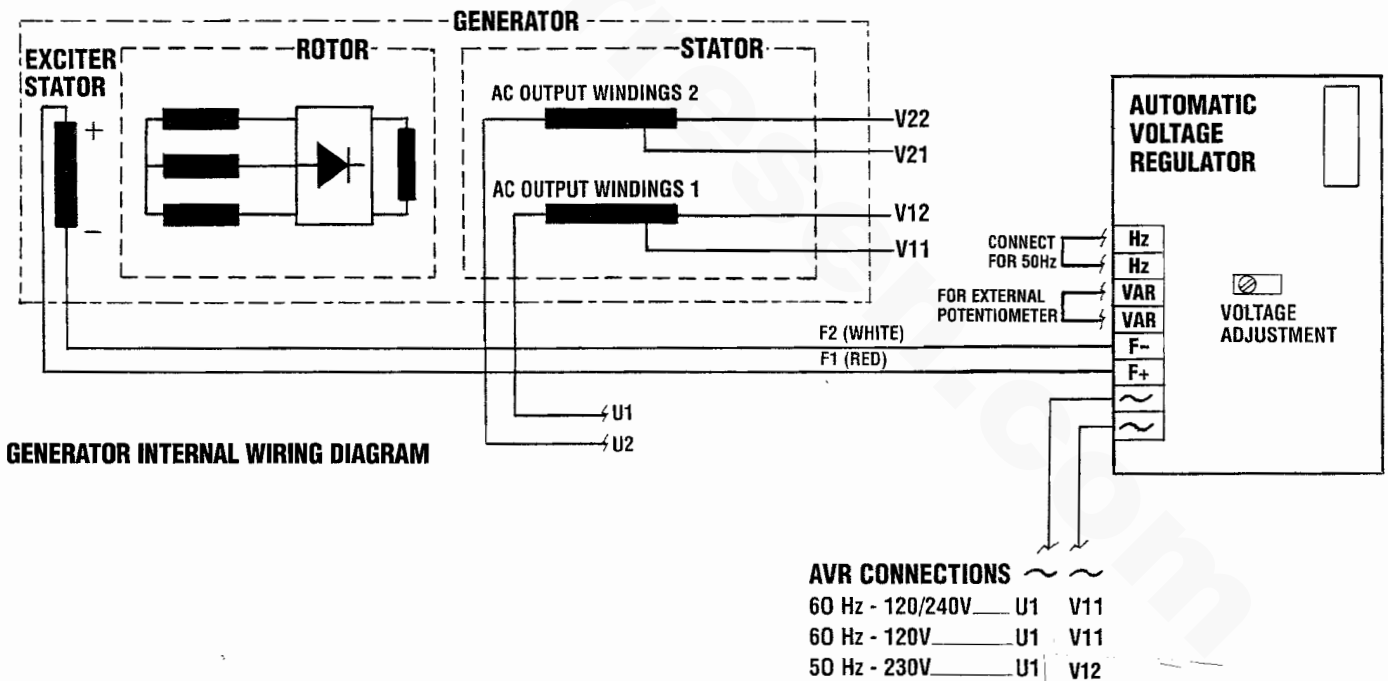 GENERATOR
EXCITER
STATOR
ROTOR
STATOR
+
−
AC OUTPUT WINDINGS 2
V22
V21
AC OUTPUT WINDINGS 1
V12
V11
F2 (WHITE)
F1 (RED)
U1
U2
GENERATOR INTERNAL WIRING DIAGRAM
AUTOMATIC
VOLTAGE
REGULATOR
CONNECT
FOR 50Hz
FOR EXTERNAL
POTENTIOMETER
Hz
Hz
VAR
VAR
F-
F+
~
~
VOLTAGE
ADJUSTMENT
AVR CONNECTIONS ~ ~
60 Hz - 120/240V____ U1 V11
60 Hz - 120V________ U1 V11
50 Hz - 230V________ U1 V12